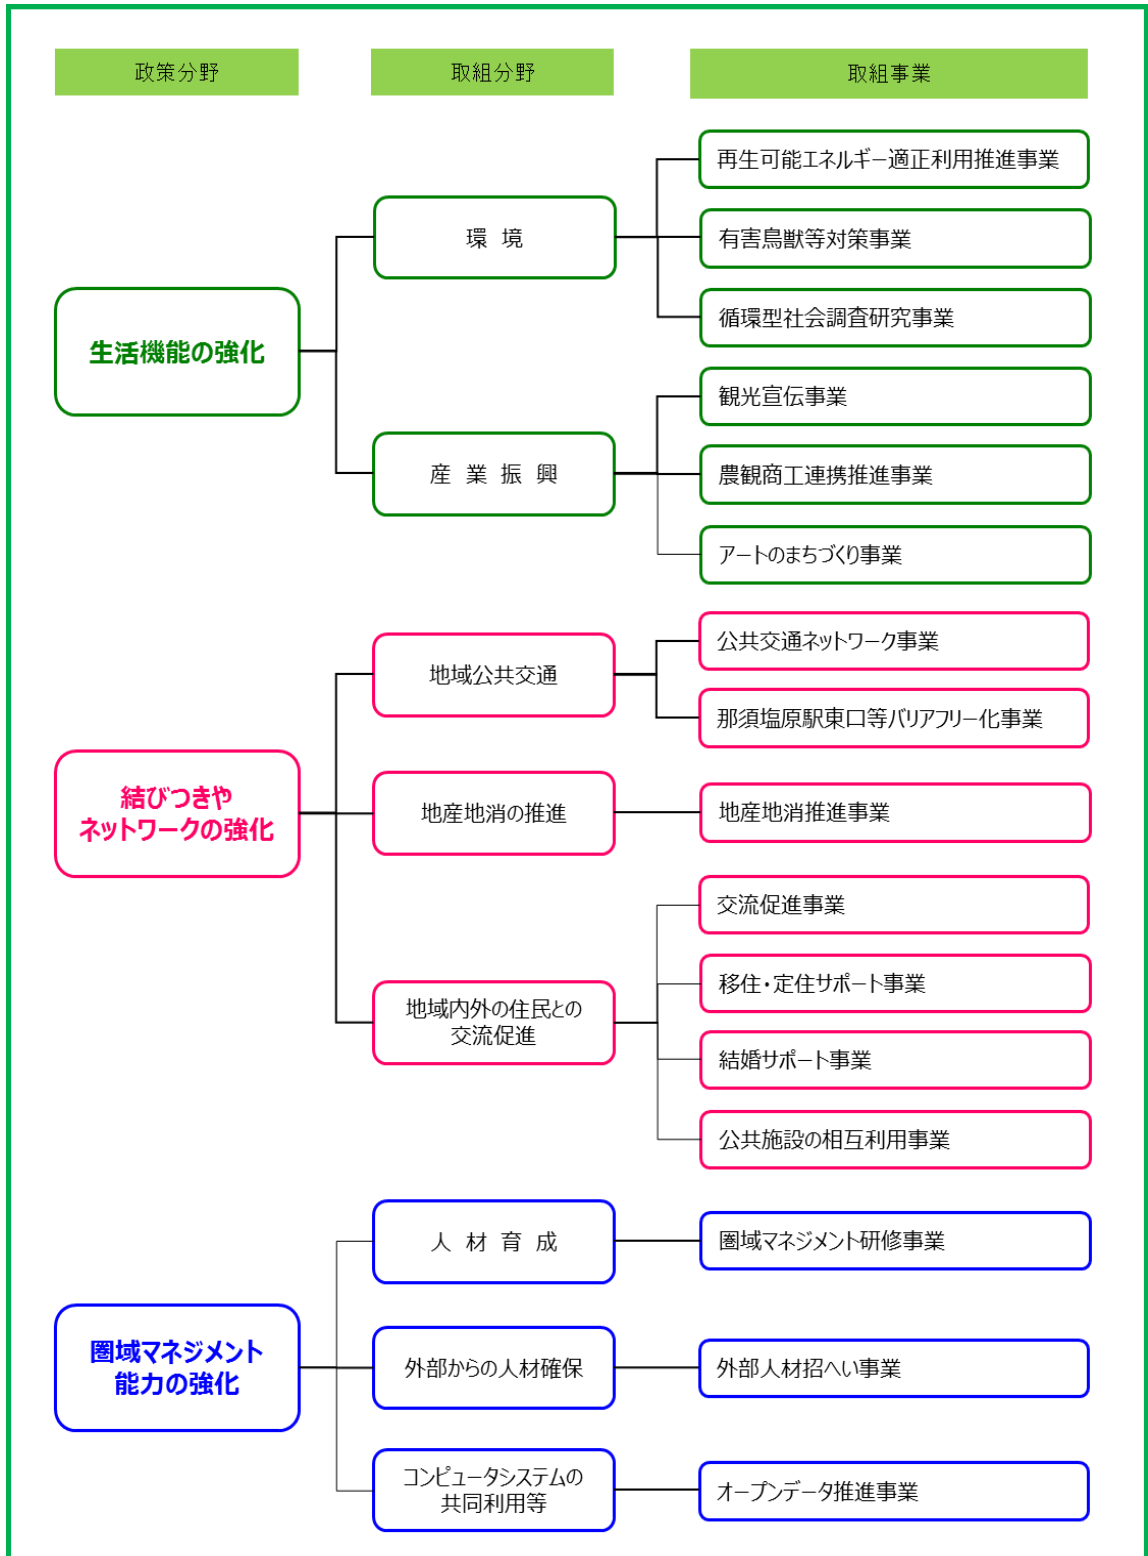 政策分野
取組分野
取組事業
生活機能の強化
環 境
再生可能エネルギー適正利用推進事業
有害鳥獣等対策事業
循環型社会調査研究事業
産 業 振 興
観光宣伝事業
農観商工連携推進事業
アートのまちづくり事業
結びつきや
ネットワークの強化
地域公共交通
公共交通ネットワーク事業
那須塩原駅東口等バリアフリー化事業
地産地消の推進
地産地消推進事業
地域内外の住民との
交流促進
交流促進事業
移住・定住サポート事業
結婚サポート事業
公共施設の相互利用事業
圏域マネジメント
能力の強化
人 材 育 成
圏域マネジメント研修事業
外部からの人材確保
外部人材招へい事業
コンピュータシステムの
共同利用等
オープンデータ推進事業